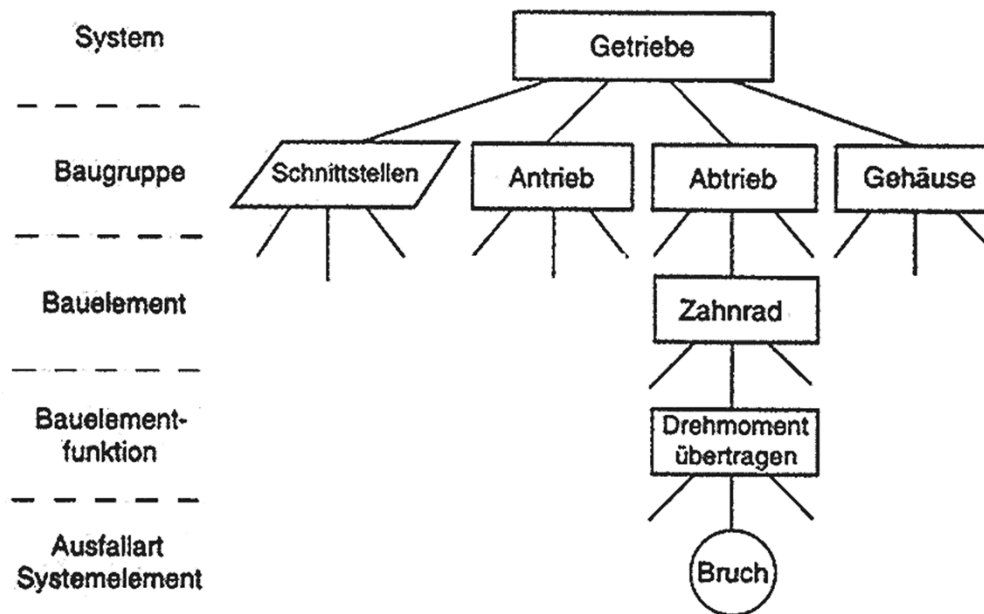 System
Getriebe
Baugruppe
Schnittstellen
Antrieb
Abtrieb
Gehäuse
Bauelement
Zahnrad
Bauelement-
funktion
Drehmoment
übertragen
Ausfallart
Systemelement
Bruch